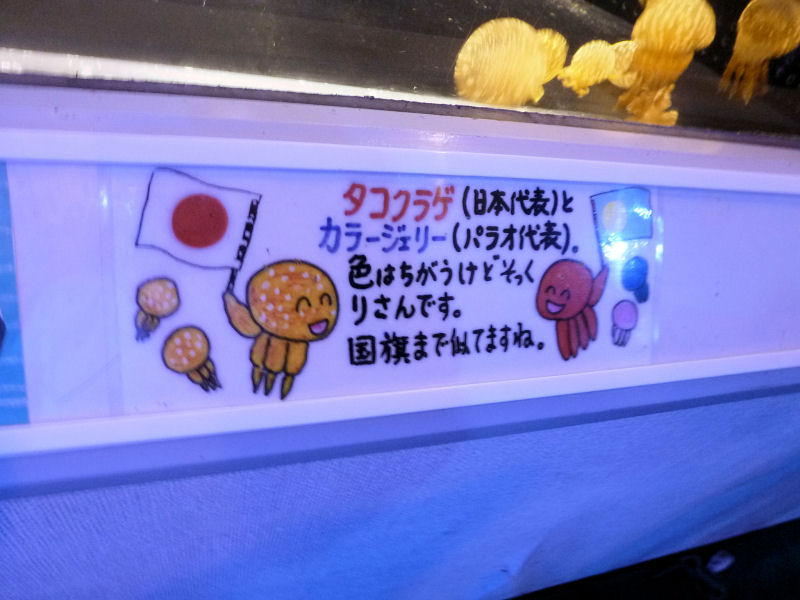 タコクラゲ(日本代表)と
カラージェリー(パラオ代表)。
色はちがうけどそっく
りさんです。
国旗まで似てますね。